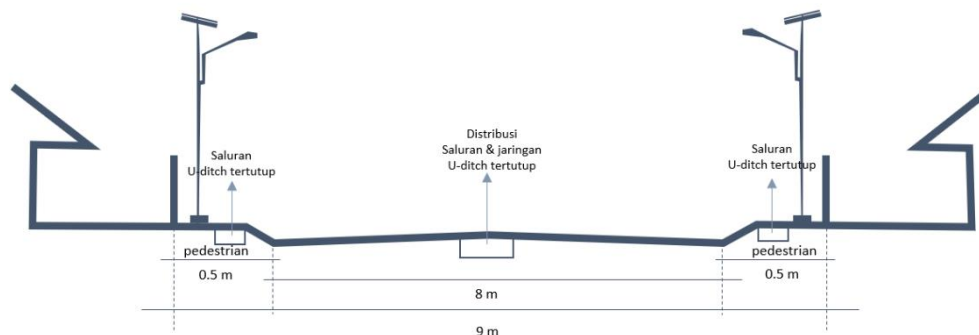 Saluran
U-ditch tertutup
Distribusi
Saluran & jaringan
U-ditch tertutup
Saluran
U-ditch tertutup
pedestrian
pedestrian
0.5 m
0.5 m
8 m
9 m